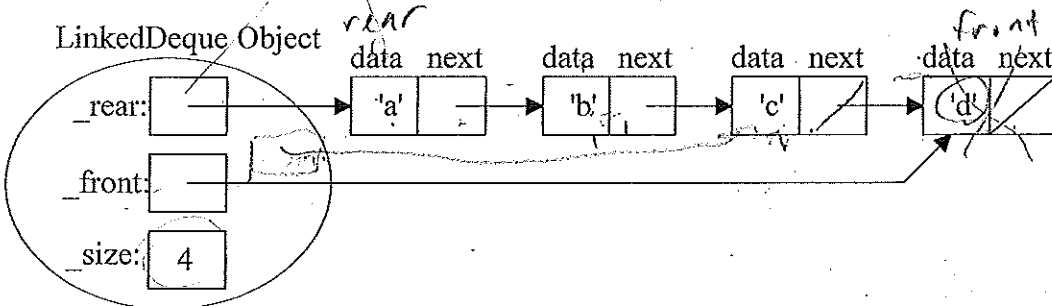 rear
front
LinkedDeque Object
data next data next data next data next
_rear: 'a' 'b' 'c' 'd'
_front:
_size: 4